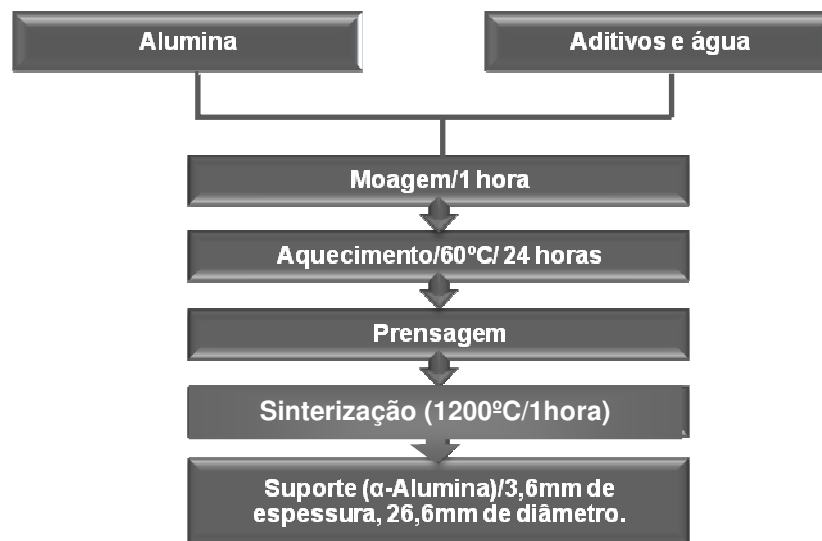 Alumina
Aditivos e água
Moagem/1 hora
Aquecimento/60ºC/ 24 horas
Prensagem
Sinterização (1200ºC/1hora)
Suporte (α-Alumina)/3,6mm de
espessura, 26,6mm de diâmetro.